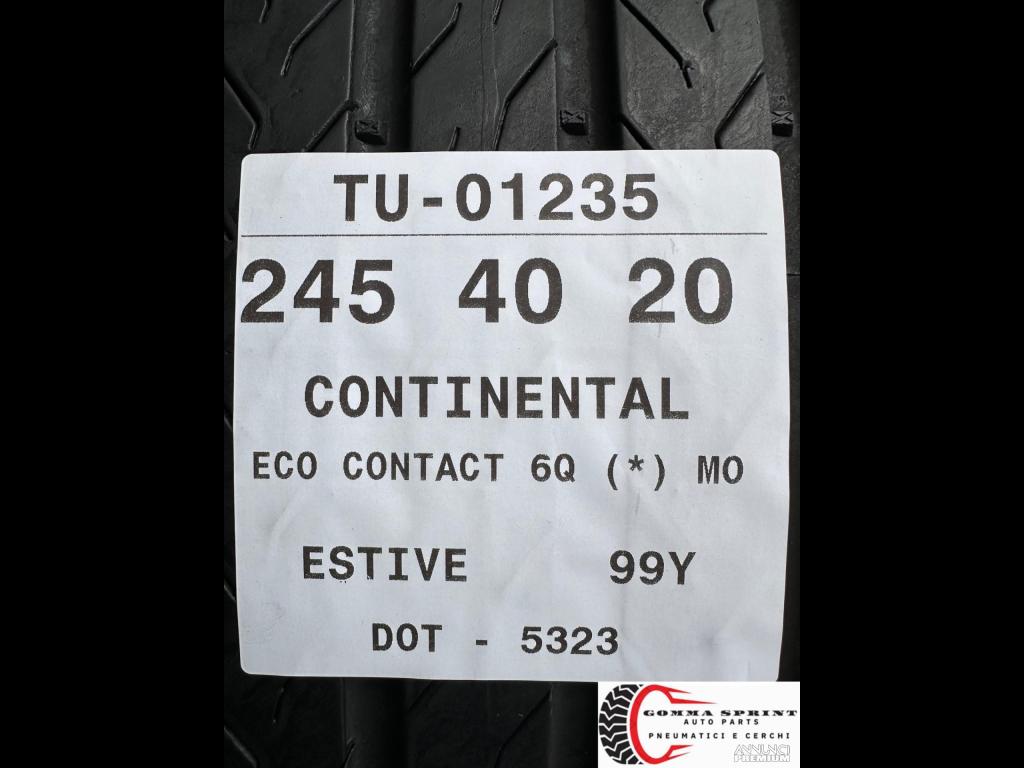 TU-01235
245 40 20
CONTINENTAL
ECO CONTACT 6Q (*) MO
ESTIVE 99Y
DOT - 5323
GOMMA SPRINT
AUTO PARTS
PNEUMATICI E CERCHI
ANNUNCI
PREMIUM